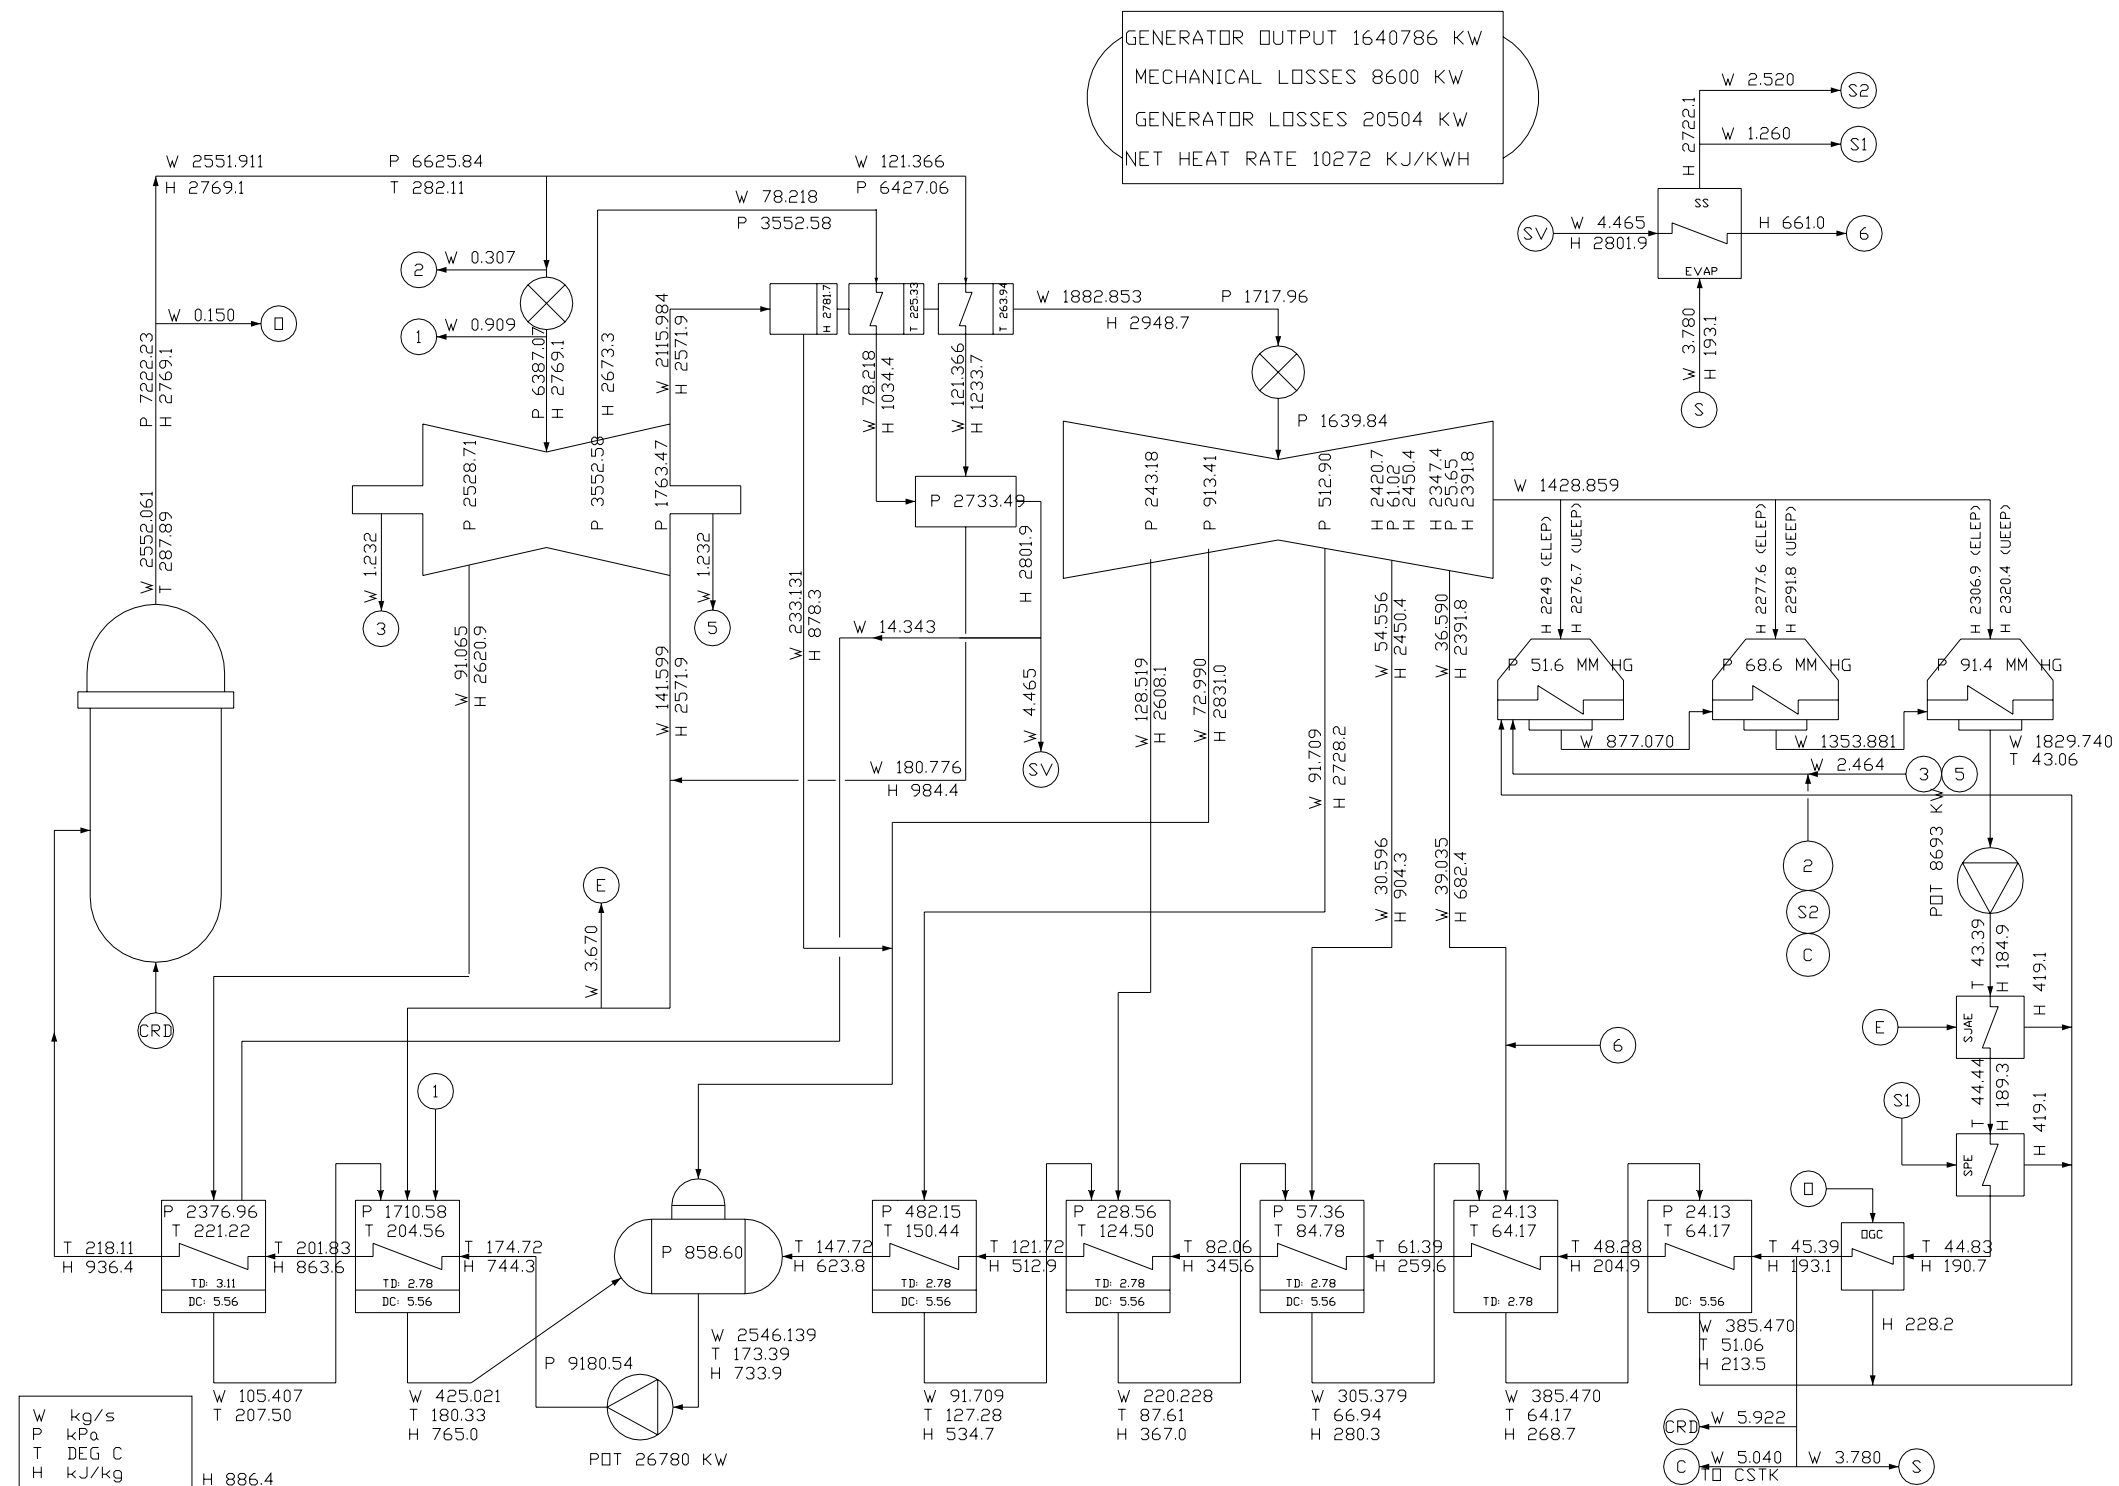 GENERATOR OUTPUT 1640786 KW
MECHANICAL LOSSES 8600 KW
GENERATOR LOSSES 20504 KW
NET HEAT RATE 10272 KJ/KWH
W 2.520
S2
H 2722.1
W 1.260
S1
SS
EVAP
SV
W 4.465
H 2801.9
H 661.0
6
W 3.780
H 193.1
S
W 2551.911
H 2769.1
P 6625.84
T 282.11
W 121.366
P 6427.06
W 78.218
P 3552.58
W 0.150
O
P 7222.23
H 2769.1
W 2552.061
T 287.89
2
W 0.307
1
W 0.909
P 6387.07
H 2769.1
H 2673.3
W 2115.984
H 2571.9
H 2781.7
T 225.33
T 263.94
W 1882.853
H 2948.7
P 1717.96
W 78.218
H 1034.4
W 121.366
H 1233.7
P 1639.84
P 2528.71
P 3552.58
P 1763.47
P 2733.49
P 243.18
P 913.41
P 512.90
H 2420.7
P 61.02
H 2450.4
H 2347.4
P 25.65
H 2391.8
W 1428.859
H 2249 (ELEP)
H 2276.7 (UEEP)
H 2277.6 (ELEP)
H 2291.8 (UEEP)
H 2306.9 (ELEP)
H 2320.4 (UEEP)
W 1.232
3
W 1.232
5
W 91.065
H 2620.9
W 141.599
H 2571.9
W 233.131
H 878.3
H 2801.9
W 14.343
W 4.465
SV
W 180.776
H 984.4
W 128.519
H 2608.1
W 72.990
H 2831.0
W 91.709
H 2728.2
W 54.556
H 2450.4
W 36.590
H 2391.8
P 51.6 MM HG
P 68.6 MM HG
P 91.4 MM HG
W 877.070
W 1353.881
W 1829.740
T 43.06
W 2.464
3
5
POT 8693 KW
2
S2
C
W 30.596
H 904.3
W 39.035
H 682.4
E
W 3.670
CRD
T 43.39
H 184.9
E
SJAE
H 419.1
6
T 44.44
H 189.3
S1
SPE
H 419.1
1
O
OGC
T 44.83
H 190.7
T 218.11
H 936.4
P 2376.96
T 221.22
TD: 3.11
DC: 5.56
T 201.83
H 863.6
P 1710.58
T 204.56
TD: 2.78
DC: 5.56
T 174.72
H 744.3
P 858.60
T 147.72
H 623.8
P 482.15
T 150.44
TD: 2.78
DC: 5.56
T 121.72
H 512.9
P 228.56
T 124.50
TD: 2.78
DC: 5.56
T 82.06
H 345.6
P 57.36
T 84.78
TD: 2.78
DC: 5.56
T 61.39
H 259.6
P 24.13
T 64.17
TD: 2.78
T 48.28
H 204.9
P 24.13
T 64.17
DC: 5.56
T 45.39
H 193.1
H 228.2
W 105.407
T 207.50
H 886.4
W 425.021
T 180.33
H 765.0
P 9180.54
W 2546.139
T 173.39
H 733.9
POT 26780 KW
W 91.709
T 127.28
H 534.7
W 220.228
T 87.61
H 367.0
W 305.379
T 66.94
H 280.3
W 385.470
T 64.17
H 268.7
W 385.470
T 51.06
H 213.5
CRD
W 5.922
C
W 5.040
TO CSTK
W 3.780
S
W kg/s
P kPa
T DEG C
H kJ/kg